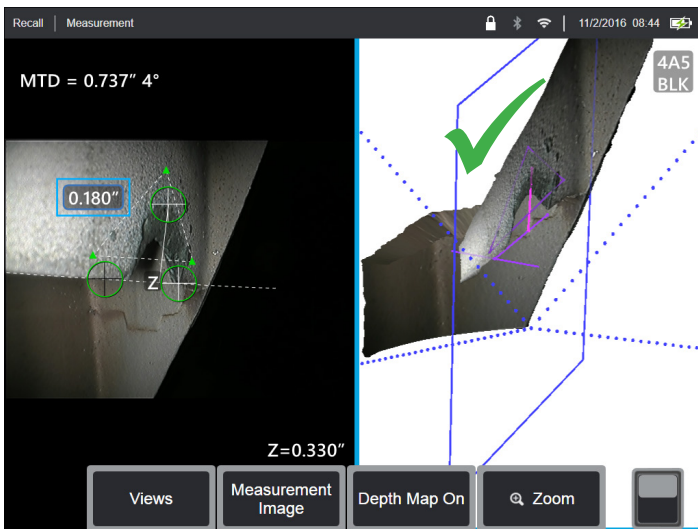 Recall | Measurement
11/2/2016 08:44
MTD = 0.737” 4°
4A5
BLK
0.180”
Z
Z=0.330”
Views
Measurement
Image
Depth Map On
Zoom